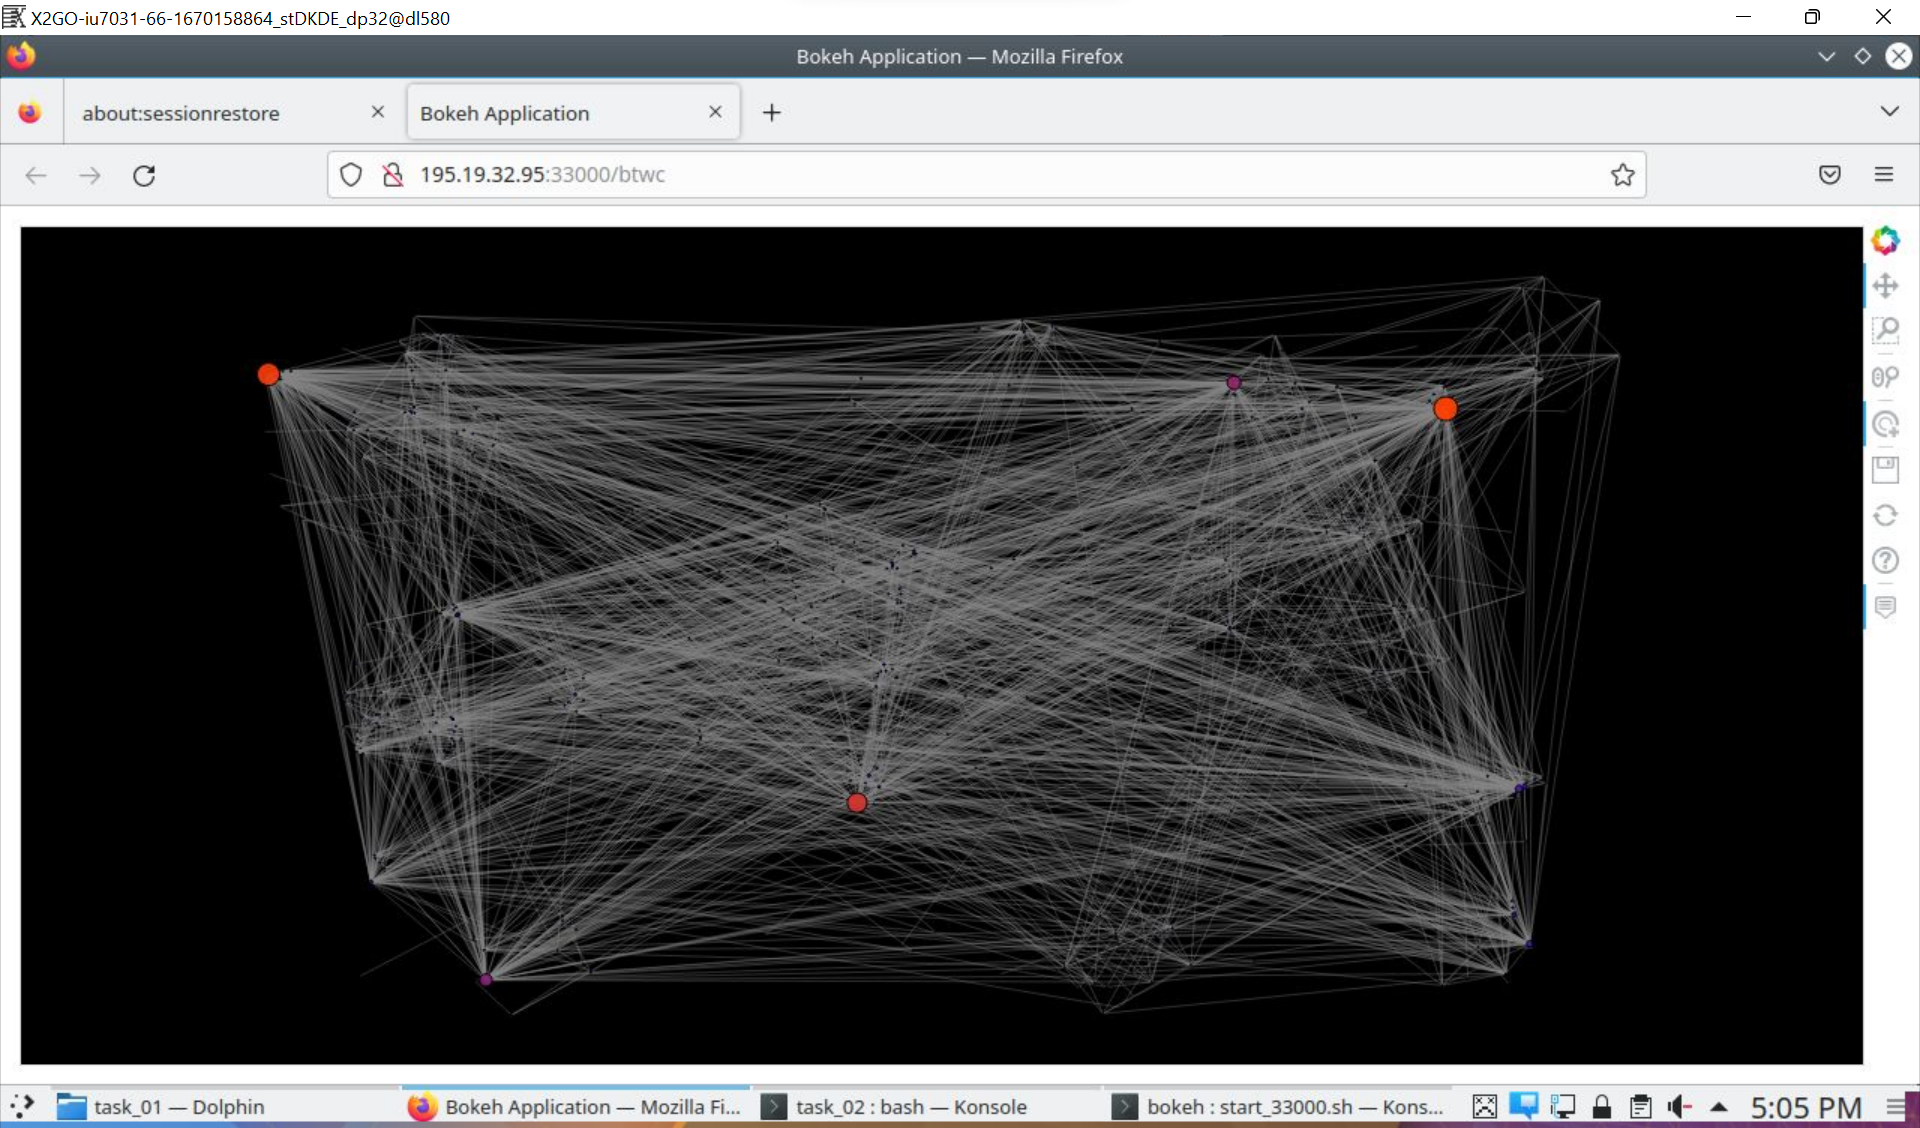 X2GO-iu7031-66-1670158864_stDKDE_dp32@dl580
Bokeh Application — Mozilla Firefox
about:sessionrestore
Bokeh Application
195.19.32.95:33000/btwc
task_01 — Dolphin
Bokeh Application — Mozilla Fi...
task_02 : bash — Konsole
bokeh : start_33000.sh — Kons...
5:05 PM